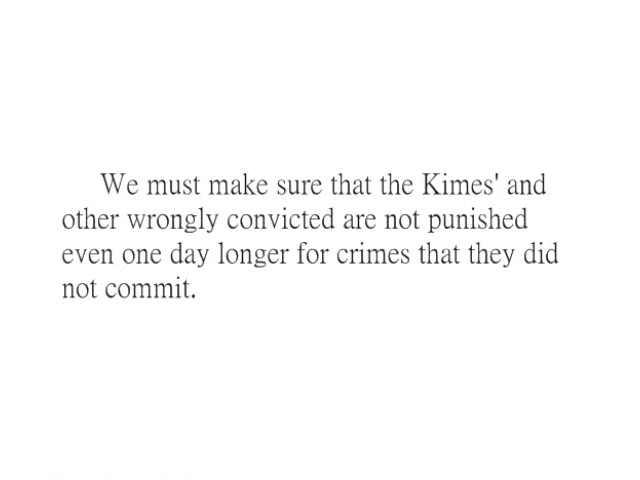 We must make sure that the Kimes' and
other wrongly convicted are not punished
even one day longer for crimes that they did
not commit.